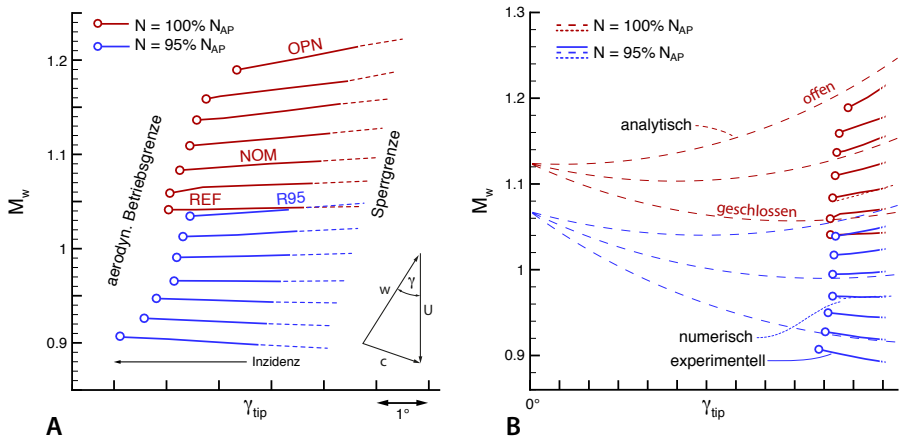 N = 100% N_AP
N = 95% N_AP
OPN
NOM
REF
R95
aerodyn. Betriebsgrenze
Sperrgrenze
M_w
1.2
1.1
1
0.9
w
γ
U
c
Inzidenz
γ_tip
1°
A
N = 100% N_AP
N = 95% N_AP
offen
analytisch
geschlossen
numerisch
experimentell
M_w
1.3
1.2
1.1
1.0
0.9
0°
γ_tip
B